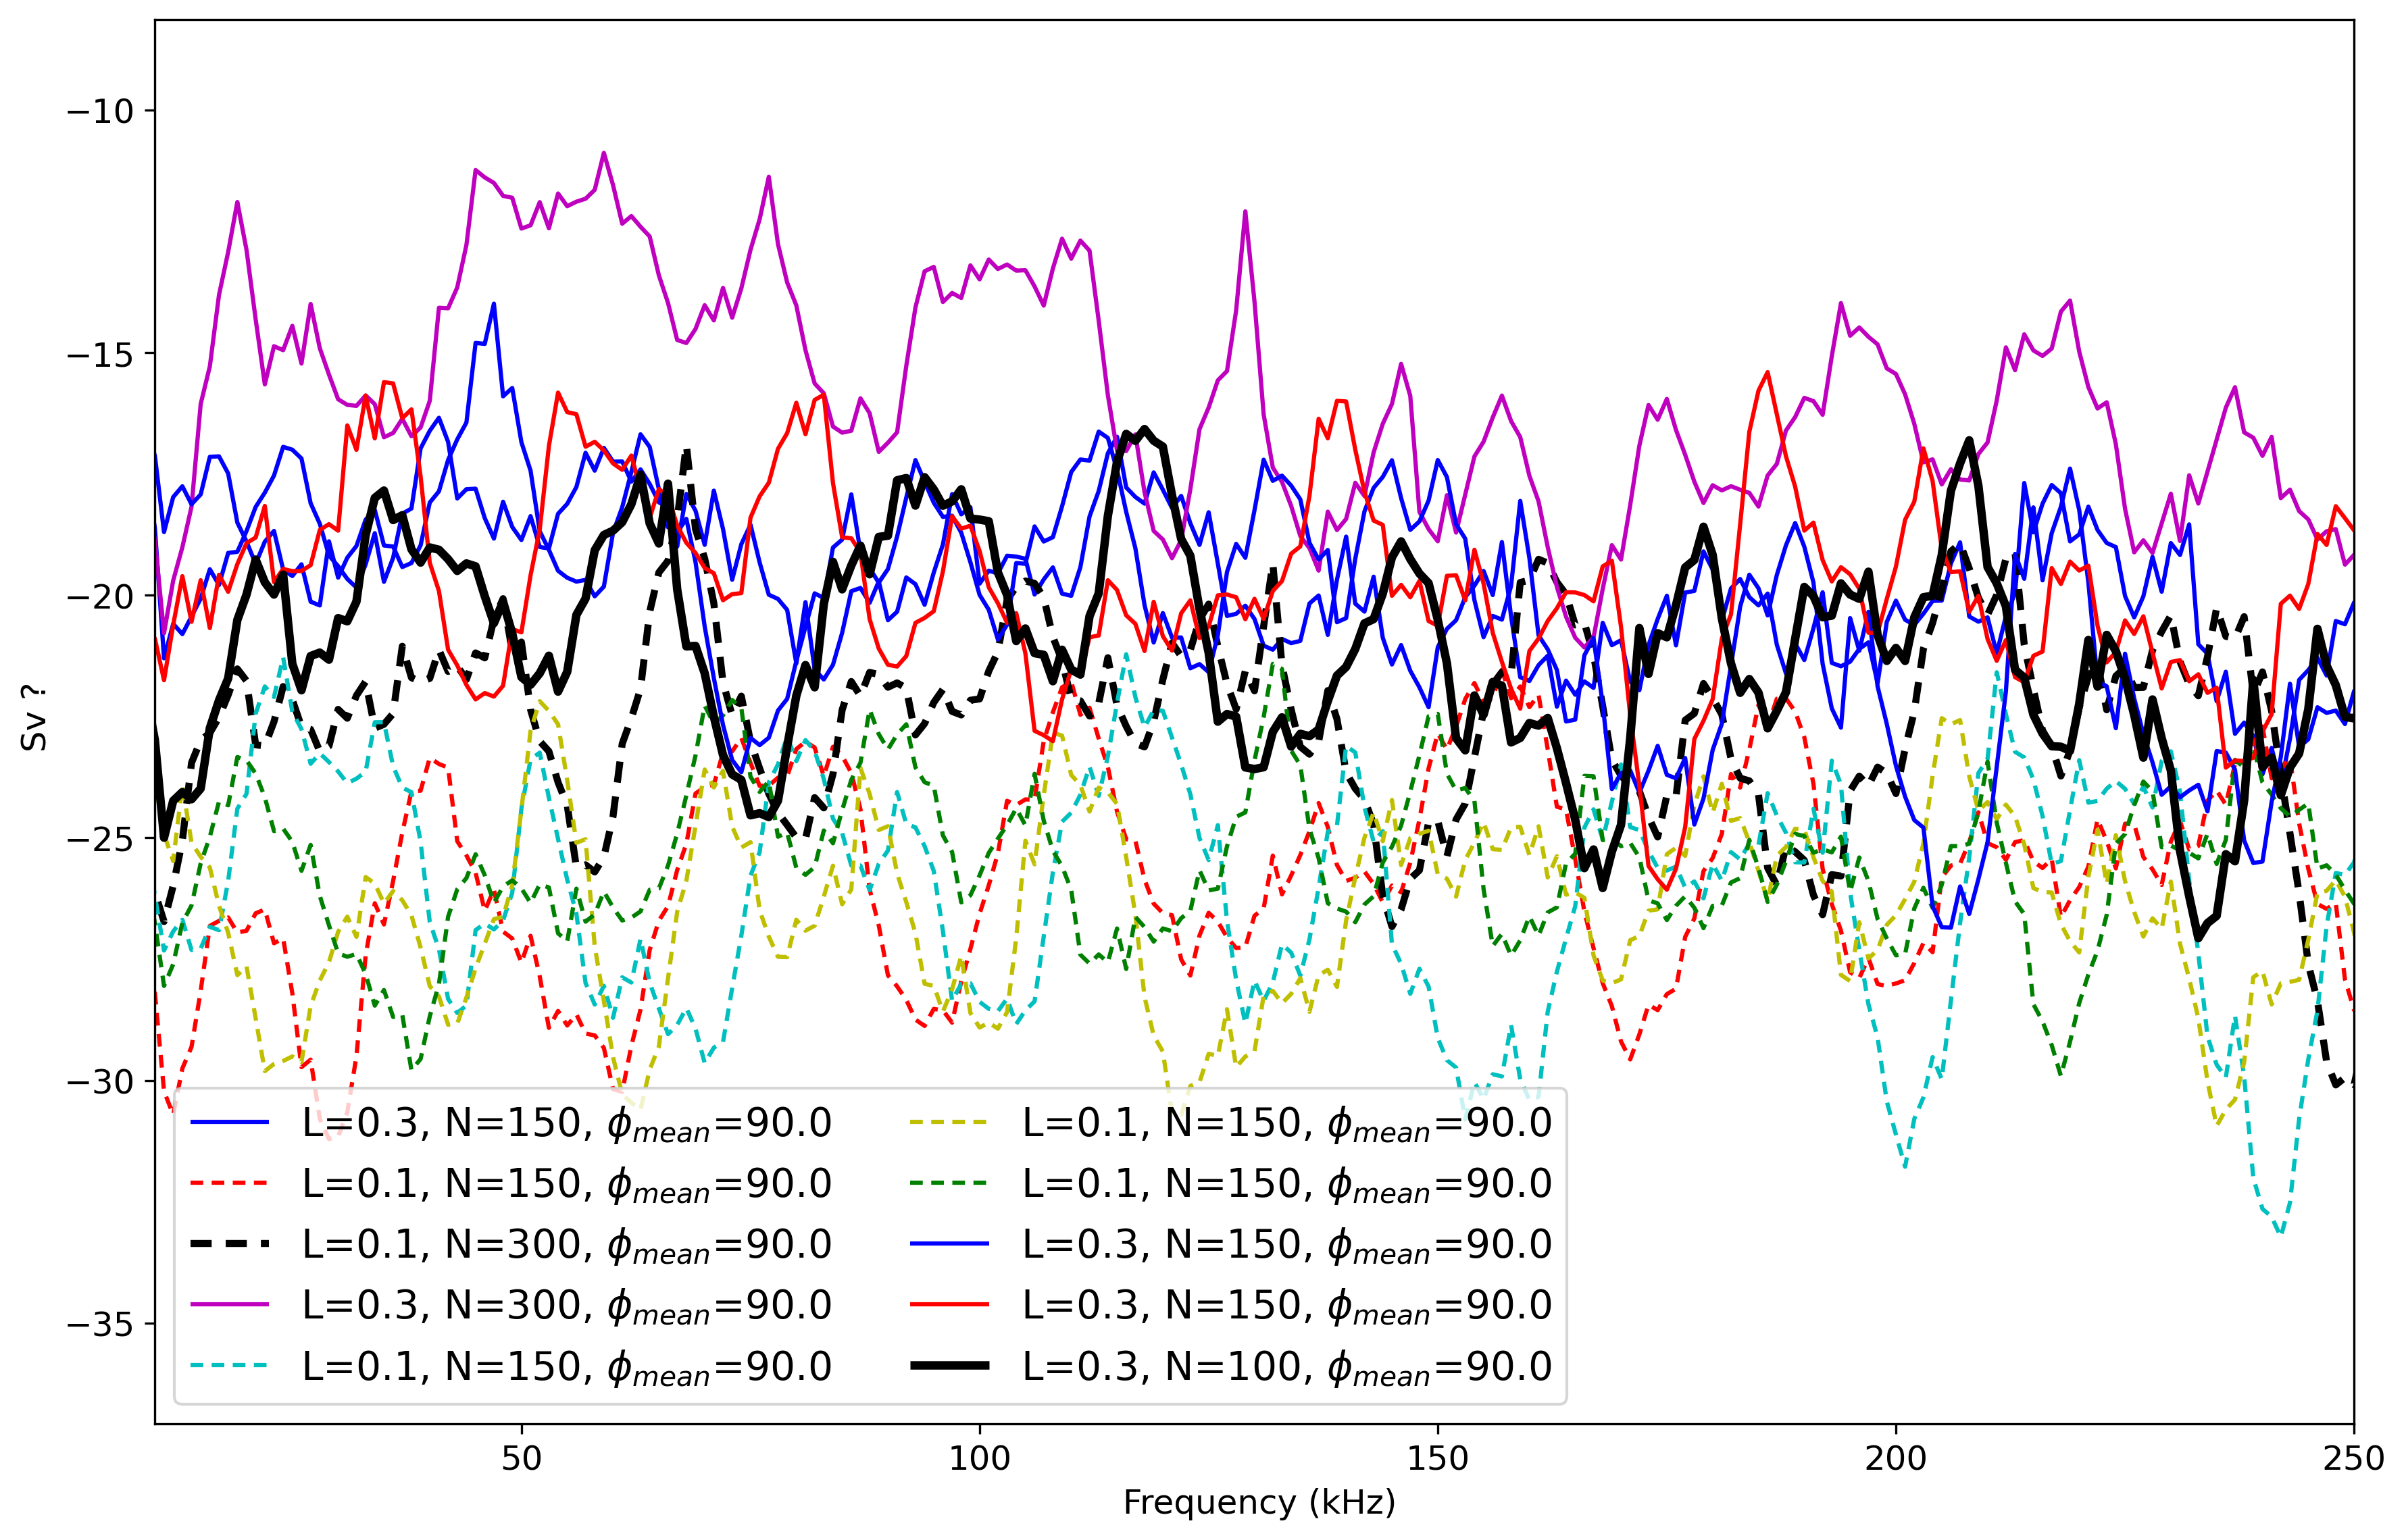 −10
−15
−20
−25
−30
−35
Sv ?
50
100
150
200
250
Frequency (kHz)
L=0.3, N=150, ϕmean=90.0
L=0.1, N=150, ϕmean=90.0
L=0.1, N=300, ϕmean=90.0
L=0.3, N=300, ϕmean=90.0
L=0.1, N=150, ϕmean=90.0
L=0.1, N=150, ϕmean=90.0
L=0.1, N=150, ϕmean=90.0
L=0.3, N=150, ϕmean=90.0
L=0.3, N=150, ϕmean=90.0
L=0.3, N=100, ϕmean=90.0